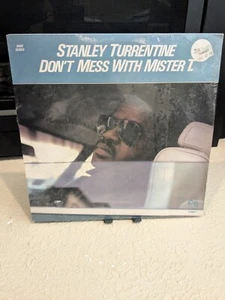 STANLEY TURRENTINE
DON'T MESS WITH MISTER T.